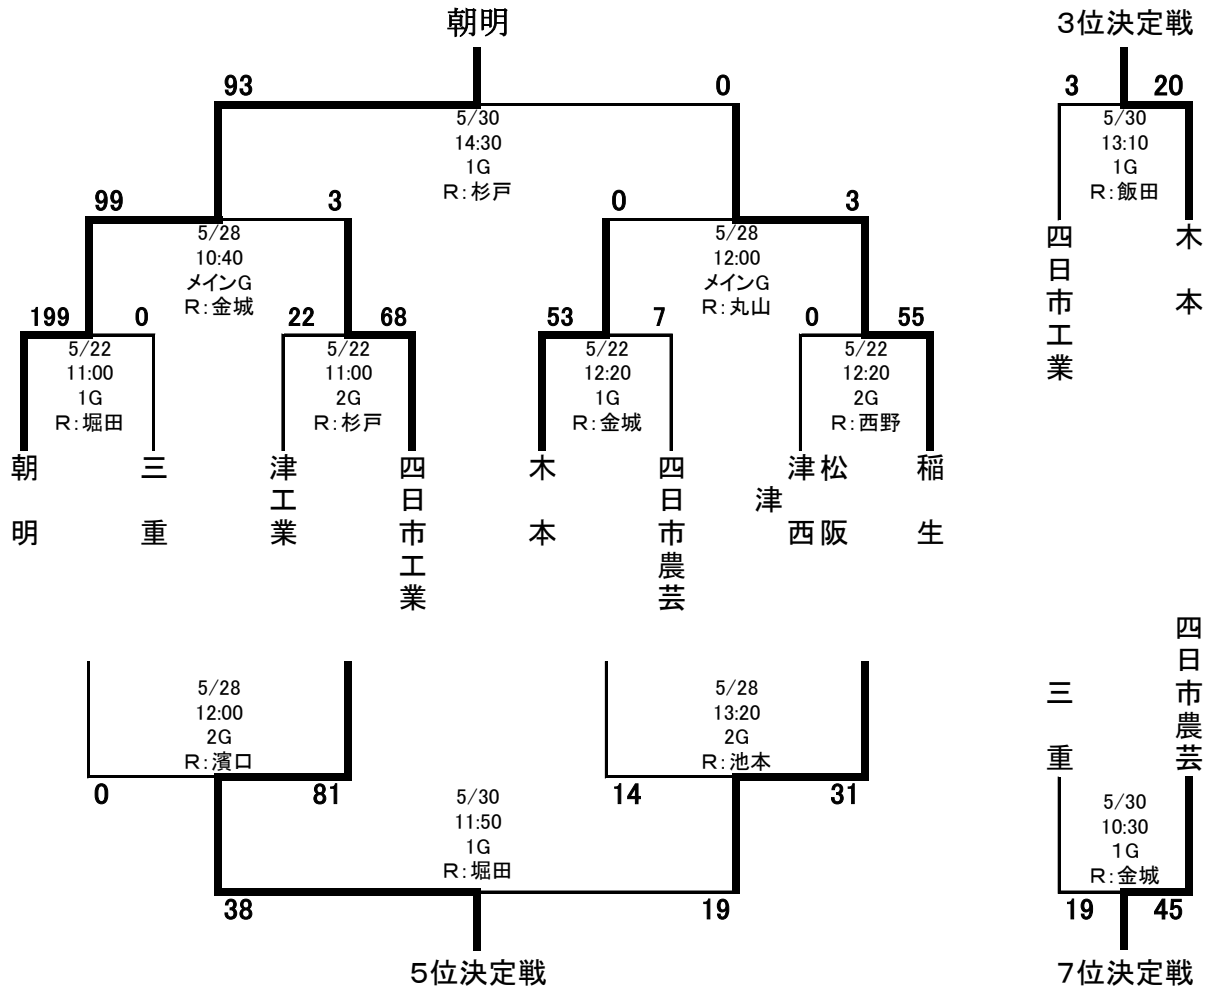 朝明
3位決定戦
93
0
5/30
14:30
1G
R:杉戸
3
20
5/30
13:10
1G
R:飯田
四日市工業
木本
99
3
5/28
10:40
メインG
R:金城
0
3
5/28
12:00
メインG
R:丸山
199
0
5/22
11:00
1G
R:堀田
22
68
5/22
11:00
2G
R:杉戸
53
7
5/22
12:20
1G
R:金城
0
55
5/22
12:20
2G
R:西野
朝明
三重
津工業
四日市工業
木本
四日市農芸
津
津西
松阪
稲生
5/28
12:00
2G
R:濱口
0
81
5/28
13:20
2G
R:池本
14
31
5/30
11:50
1G
R:堀田
38
19
5位決定戦
三重
四日市農芸
5/30
10:30
1G
R:金城
19
45
7位決定戦